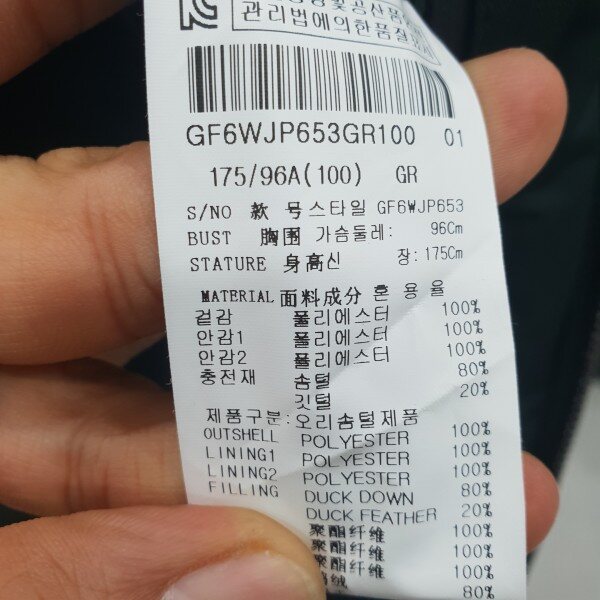 관리법에의한품질표시
GF6WJP653GR100 01
175/96A(100) GR
S/NO 款 号스타일 GF6WJP653
BUST 胸围 가슴둘레: 96Cm
STATURE 身高신 장: 175Cm
MATERIAL 面料成分 혼 용 율
겉감 폴리에스터 100%
안감1 폴리에스터 100%
안감2 폴리에스터 100%
충전재 솜털 80%
깃털 20%
제품구분:오리솜털제품
OUTSHELL POLYESTER 100%
LINING1 POLYESTER 100%
LINING2 POLYESTER 100%
FILLING DUCK DOWN 80%
DUCK FEATHER 20%
聚酯纤维 100%
聚酯纤维 100%
聚酯纤维 100%
80%